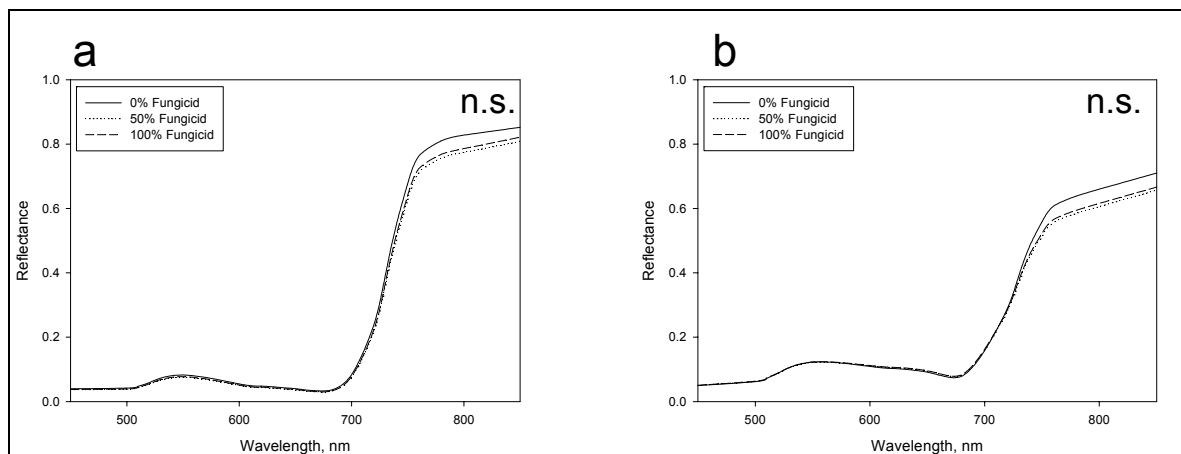 a
n.s.
0% Fungicid
50% Fungicid
100% Fungicid
1.0
0.8
0.6
0.4
0.2
0.0
Reflectance
500 600 700 800
Wavelength, nm
b
n.s.
0% Fungicid
50% Fungicid
100% Fungicid
1.0
0.8
0.6
0.4
0.2
0.0
Reflectance
500 600 700 800
Wavelength, nm